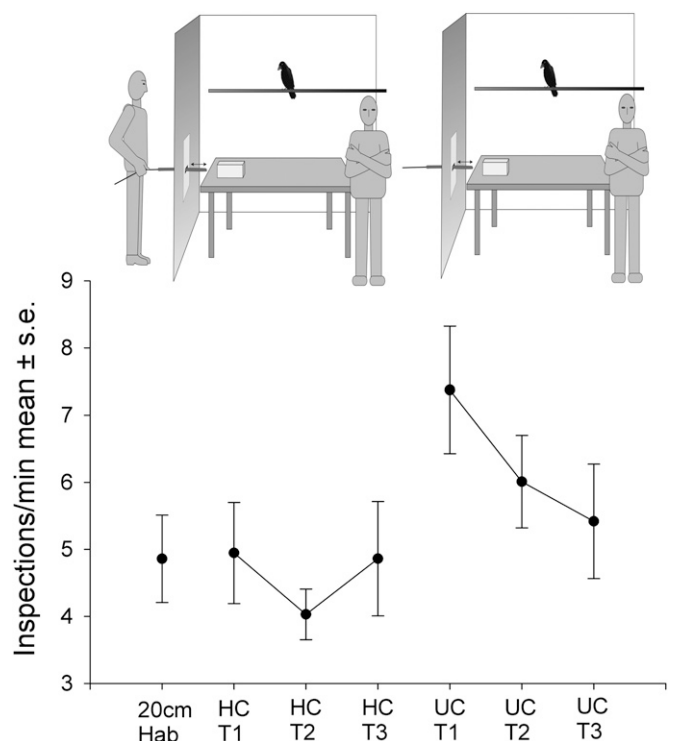 Inspections/min mean ± s.e.
9
8
7
6
5
4
3
20cm
Hab
HC
T1
HC
T2
HC
T3
UC
T1
UC
T2
UC
T3